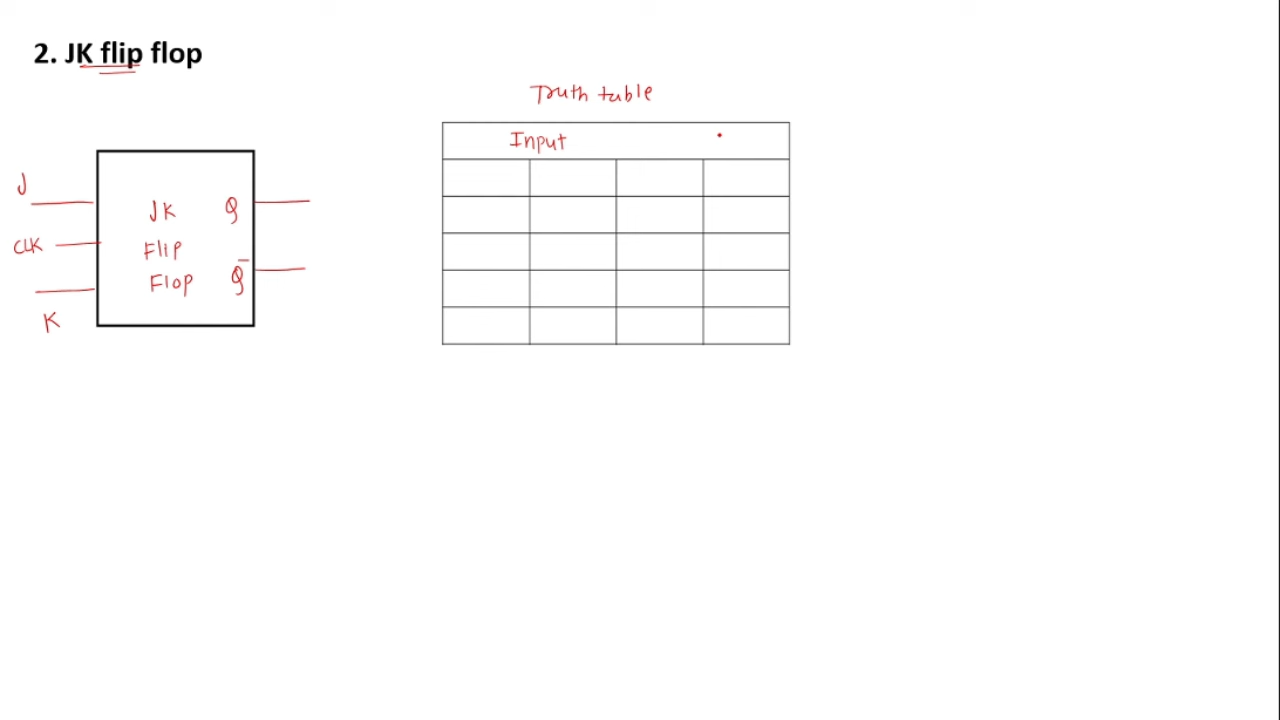 2. JK flip flop
Truth table
Input
J
CLK
K
JK
Flip
Flop
Q
Q̅